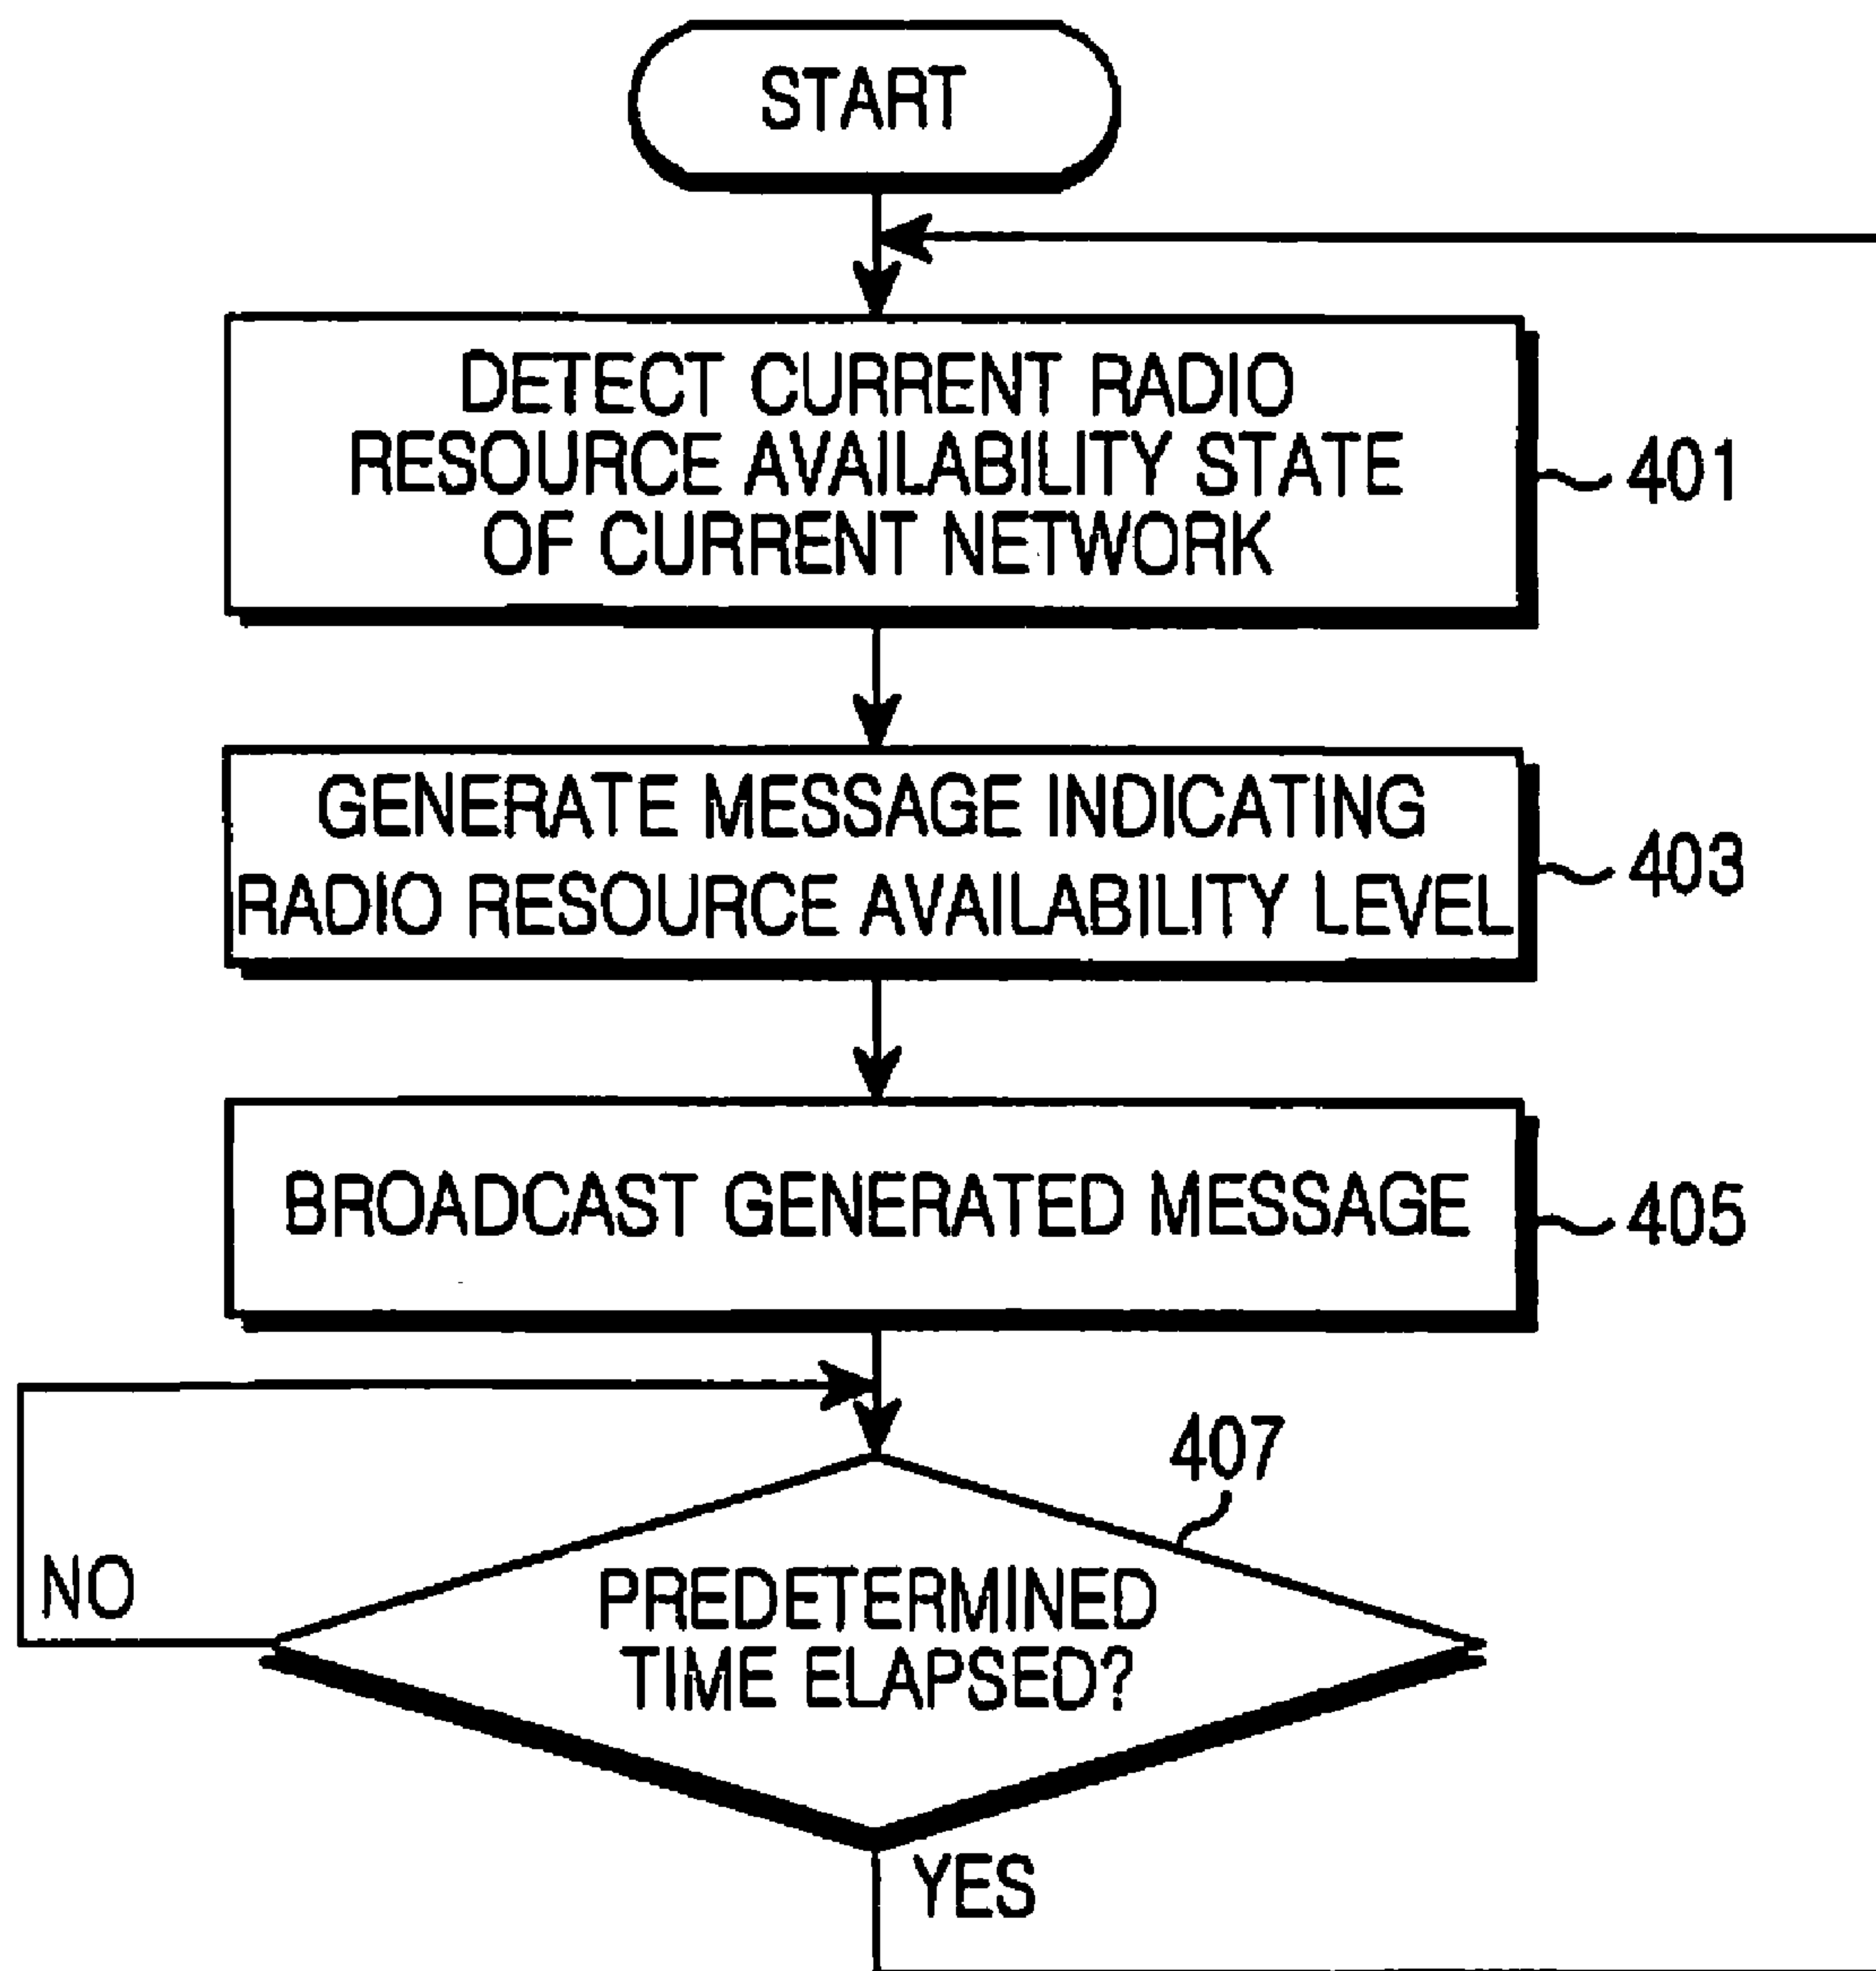 START
DETECT CURRENT RADIO
RESOURCE AVAILABILITY STATE
OF CURRENT NETWORK
401
GENERATE MESSAGE INDICATING
RADIO RESOURCE AVAILABILITY LEVEL
403
BROADCAST GENERATED MESSAGE
405
407
NO
PREDETERMINED
TIME ELAPSED?
YES